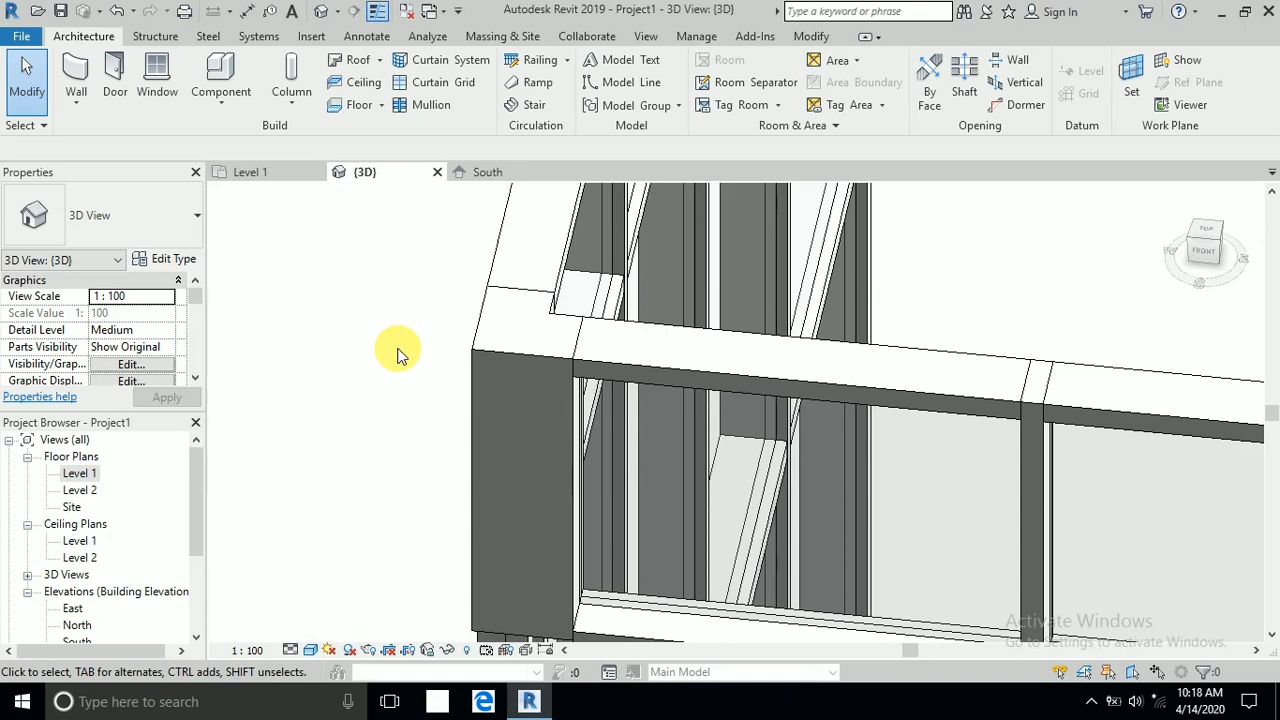 Autodesk Revit 2019 - Project1 - 3D View: {3D}
Type a keyword or phrase
Sign In
File Architecture Structure Steel Systems Insert Annotate Analyze Massing & Site Collaborate View Manage Add-Ins Modify
Modify Wall Door Window Component Column
Roof Curtain System
Ceiling Curtain Grid
Floor Mullion
Railing Model Text
Ramp Model Line
Stair Model Group
Room Area
Room Separator Area Boundary
Tag Room Tag Area
By Face Shaft
Wall
Vertical
Dormer
Level
Grid
Set
Show
Ref Plane
Viewer
Select Build Circulation Model Room & Area Opening Datum Work Plane
Properties
Level 1 {3D} South
3D View
3D View: {3D} Edit Type
Graphics
View Scale 1 : 100
Scale Value 1: 100
Detail Level Medium
Parts Visibility Show Original
Visibility/Grap... Edit...
Graphic Displ... Edit...
Properties help Apply
Project Browser - Project1
Views (all)
Floor Plans
Level 1
Level 2
Site
Ceiling Plans
Level 1
Level 2
3D Views
Elevations (Building Elevation
East
North
South
TOP
FRONT
Activate Windows
Go to Settings to activate Windows.
1 : 100
Click to select, TAB for alternates, CTRL adds, SHIFT unselects.
:0
Main Model
:0
Type here to search
10:18 AM
4/14/2020